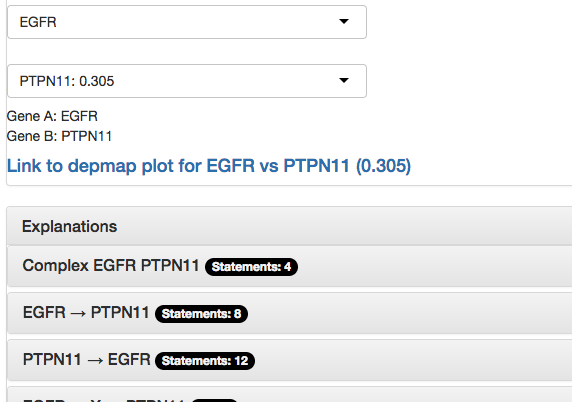 EGFR
PTPN11: 0.305
Gene A: EGFR
Gene B: PTPN11
Link to depmap plot for EGFR vs PTPN11 (0.305)
Explanations
Complex EGFR PTPN11 Statements: 4
EGFR → PTPN11 Statements: 8
PTPN11 → EGFR Statements: 12